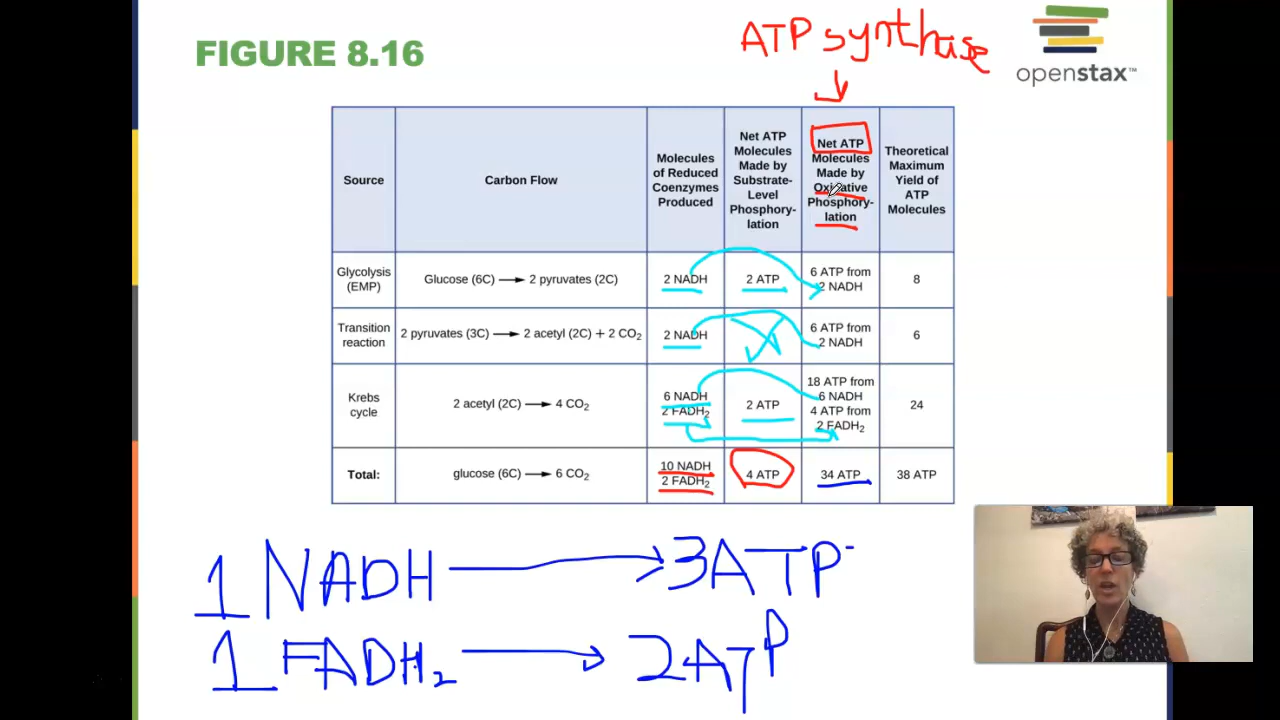 ATP synthase
FIGURE 8.16
openstax™
Source
Carbon Flow
Molecules
of Reduced
Coenzymes
Produced
Net ATP
Molecules
Made by
Substrate-
Level
Phosphory-
lation
Net ATP
Molecules
Made by
Oxidative
Phosphory-
lation
Theoretical
Maximum
Yield of
ATP
Molecules
Glycolysis
(EMP)
Glucose (6C) → 2 pyruvates (2C)
2 NADH
2 ATP
6 ATP from
2 NADH
8
Transition
reaction
2 pyruvates (3C) → 2 acetyl (2C) + 2 CO₂
2 NADH
6 ATP from
2 NADH
6
Krebs
cycle
2 acetyl (2C) → 4 CO₂
6 NADH
2 FADH₂
2 ATP
18 ATP from
6 NADH
4 ATP from
2 FADH₂
24
Total:
glucose (6C) → 6 CO₂
10 NADH
2 FADH₂
4 ATP
34 ATP
38 ATP
1 NADH → 3ATP
1 FADH₂ → 2ATP